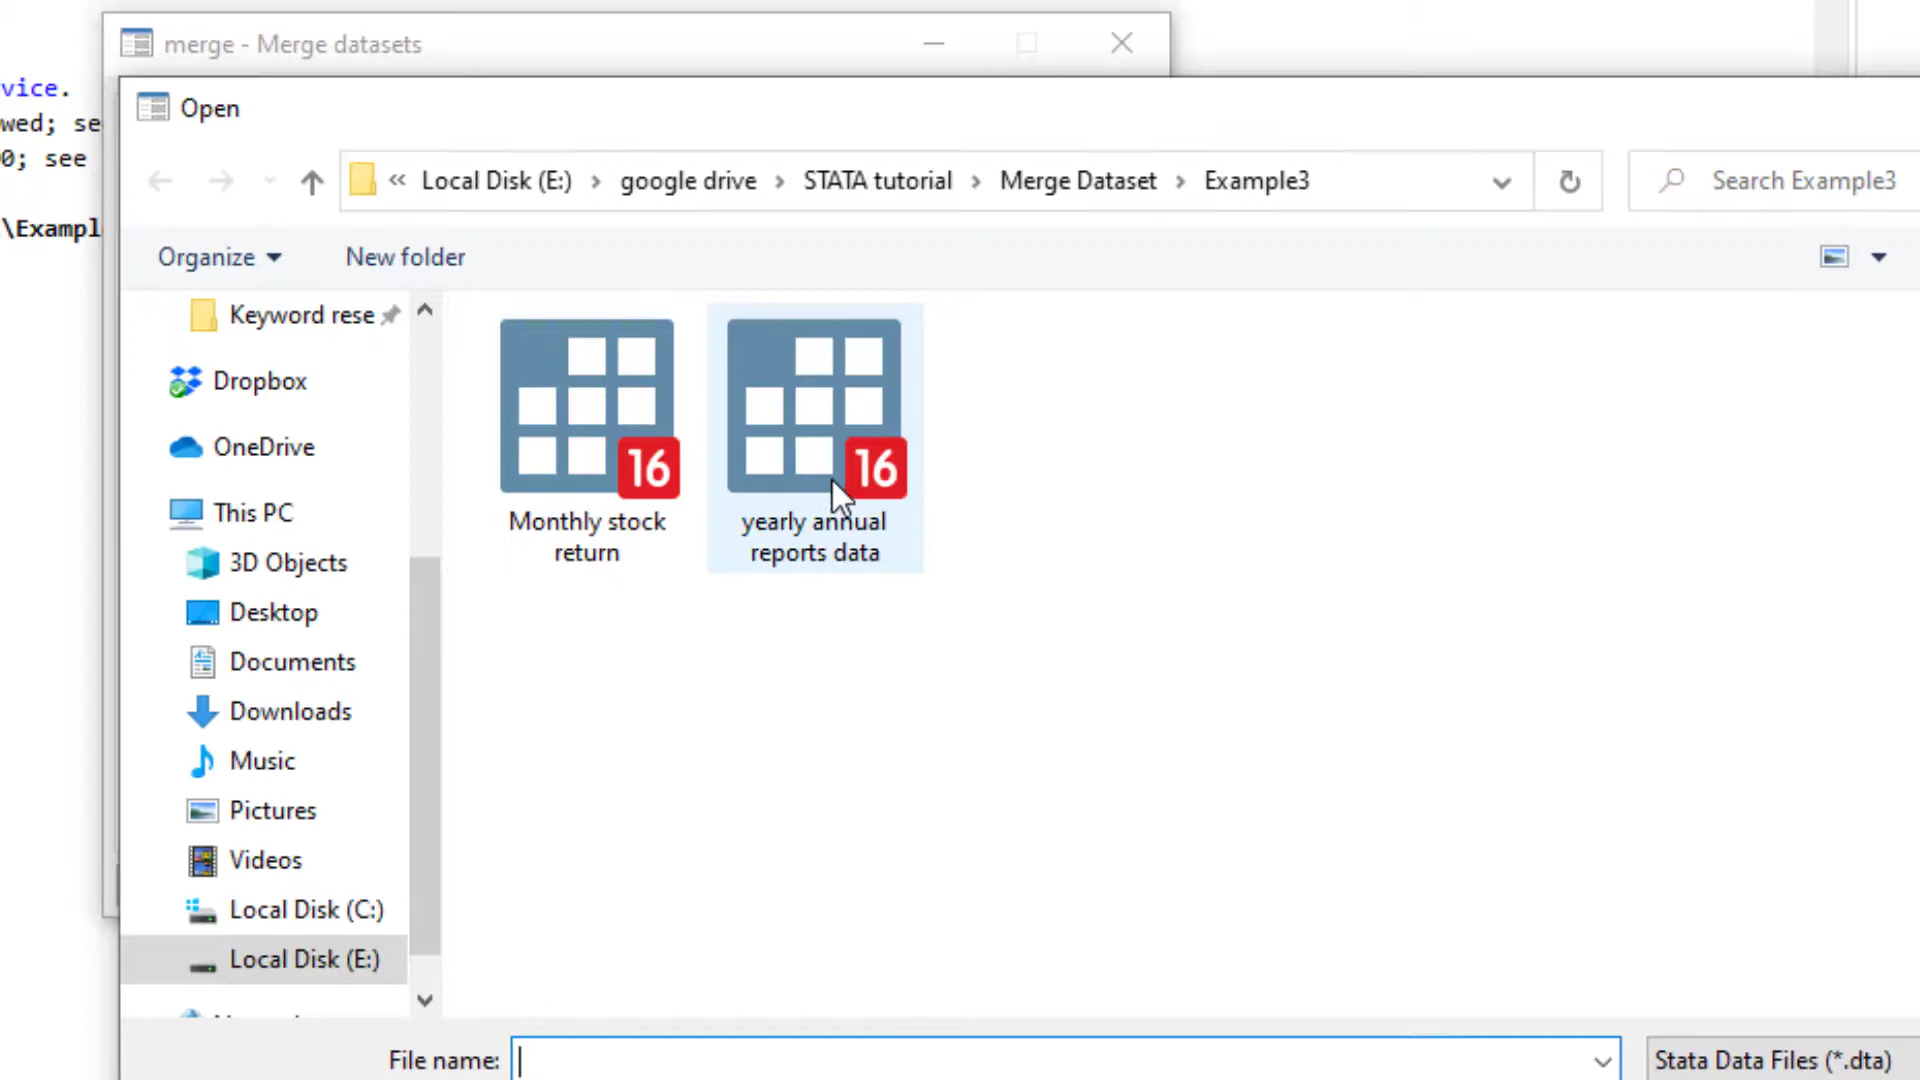 merge - Merge datasets
vice.
wed; se
0; see
\Exampl
Open
« Local Disk (E:) › google drive › STATA tutorial › Merge Dataset › Example3
Search Example3
Organize
New folder
Keyword rese
Dropbox
OneDrive
This PC
3D Objects
Desktop
Documents
Downloads
Music
Pictures
Videos
Local Disk (C:)
Local Disk (E:)
16
Monthly stock
return
16
yearly annual
reports data
File name:
Stata Data Files (*.dta)